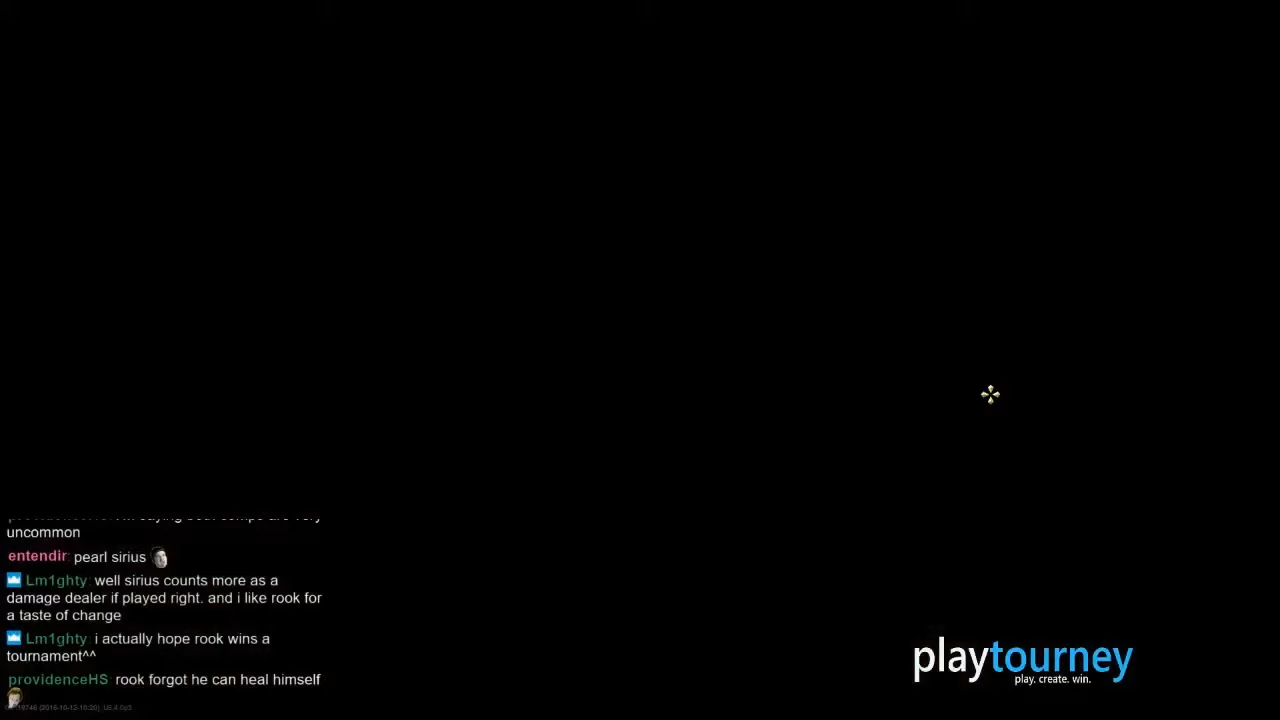 uncommon
entendir: pearl sirius
Lm1ghty: well sirius counts more as a
damage dealer if played right. and i like rook for
a taste of change
Lm1ghty: i actually hope rook wins a
tournament^^
providenceHS: rook forgot he can heal himself
playtourney
play. create. win.